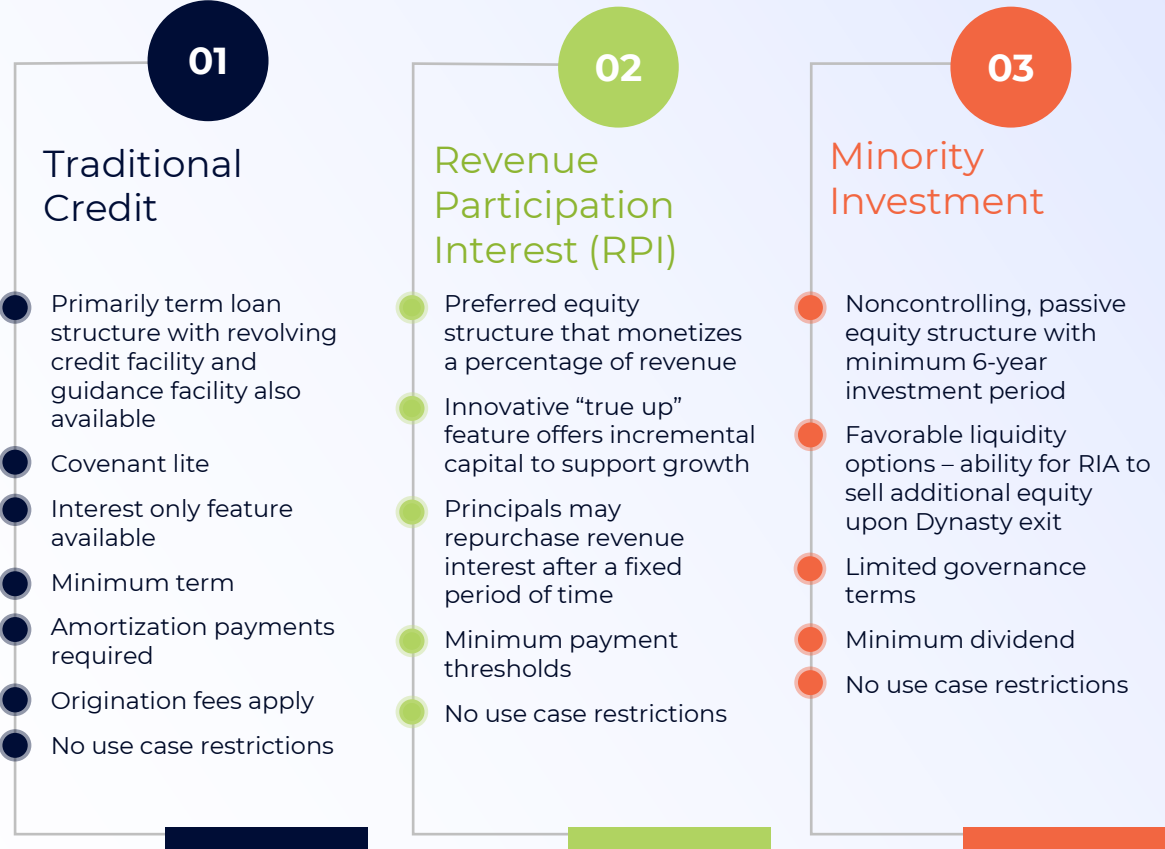 01
Traditional
Credit
Primarily term loan
structure with revolving
credit facility and
guidance facility also
available
Covenant lite
Interest only feature
available
Minimum term
Amortization payments
required
Origination fees apply
No use case restrictions
02
Revenue
Participation
Interest (RPI)
Preferred equity
structure that monetizes
a percentage of revenue
Innovative “true up”
feature offers incremental
capital to support growth
Principals may
repurchase revenue
interest after a fixed
period of time
Minimum payment
thresholds
No use case restrictions
03
Minority
Investment
Noncontrolling, passive
equity structure with
minimum 6-year
investment period
Favorable liquidity
options – ability for RIA to
sell additional equity
upon Dynasty exit
Limited governance
terms
Minimum dividend
No use case restrictions